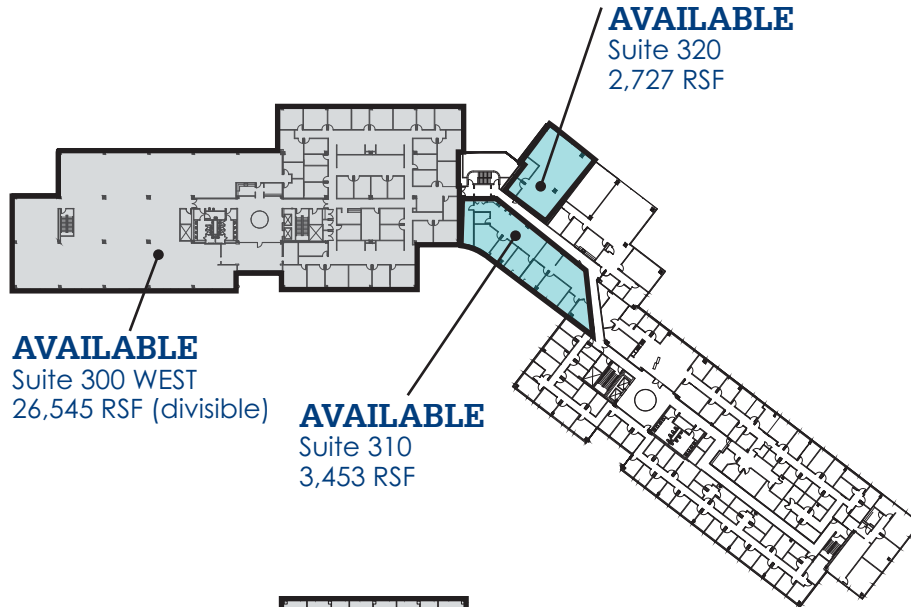 AVAILABLE
Suite 320
2,727 RSF
AVAILABLE
Suite 300 WEST
26,545 RSF (divisible)
AVAILABLE
Suite 310
3,453 RSF